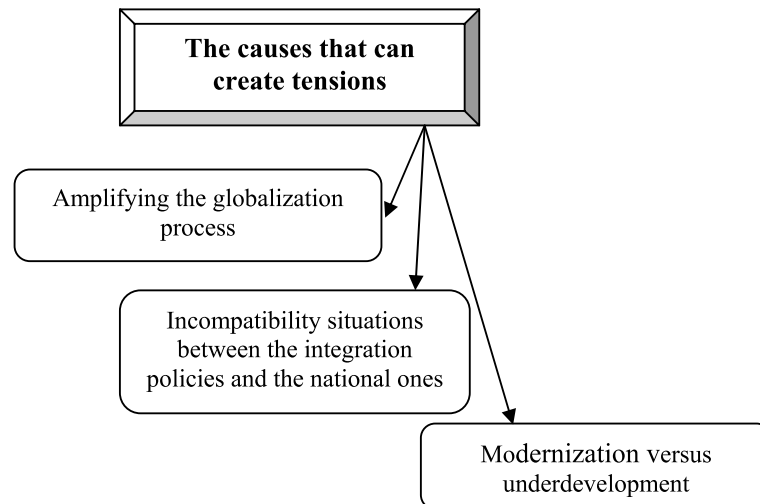 The causes that can
create tensions
Amplifying the globalization
process
Incompatibility situations
between the integration
policies and the national ones
Modernization versus
underdevelopment